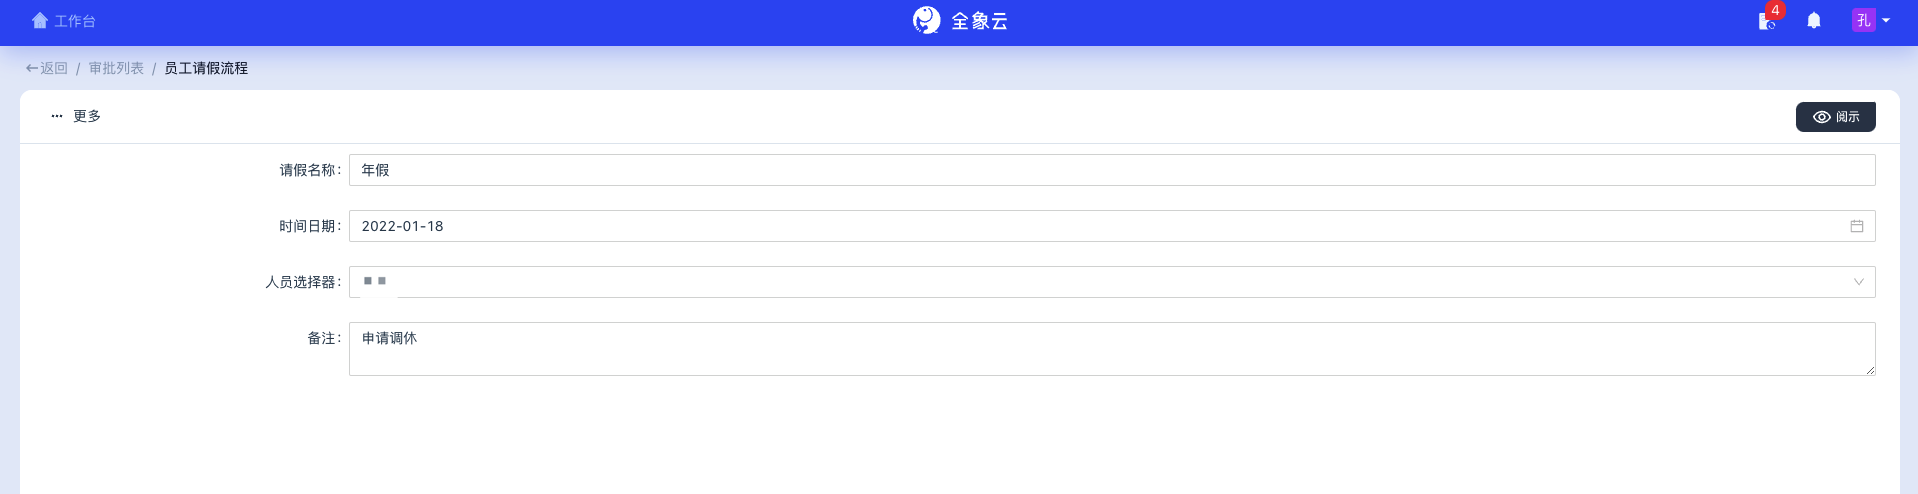 工作台
全象云
4
孔
返回 / 审批列表 / 员工请假流程
更多
阅示
请假名称: 年假
时间日期: 2022-01-18
人员选择器:
备注: 申请调休